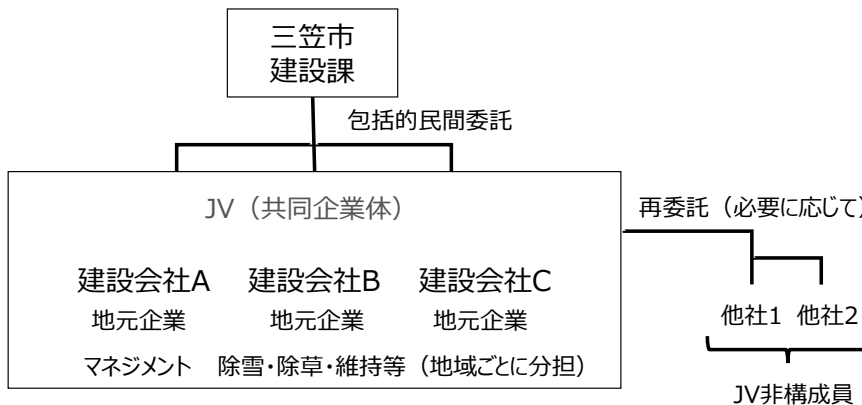 三笠市
建設課
包括的民間委託
JV（共同企業体）
再委託（必要に応じて）
建設会社A 建設会社B 建設会社C
地元企業 地元企業 地元企業
他社1 他社2
マネジメント 除雪・除草・維持等（地域ごとに分担）
JV非構成員